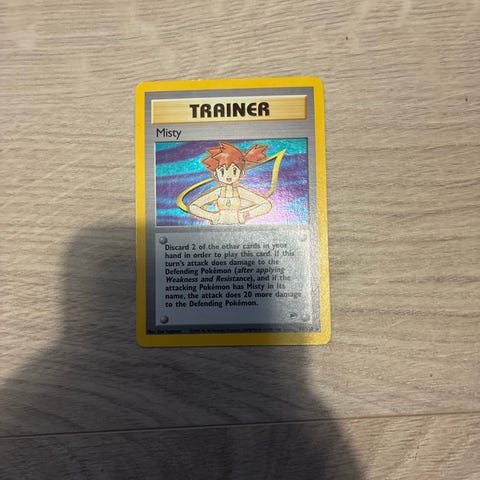 TRAINER
Misty
Discard 2 of the other cards in your
hand in order to play this card. If this
turn's attack does damage to the
Defending Pokémon (after applying
Weakness and Resistance), and if the
attacking Pokémon has Misty in its
name, the attack does 20 more damage
to the Defending Pokémon.